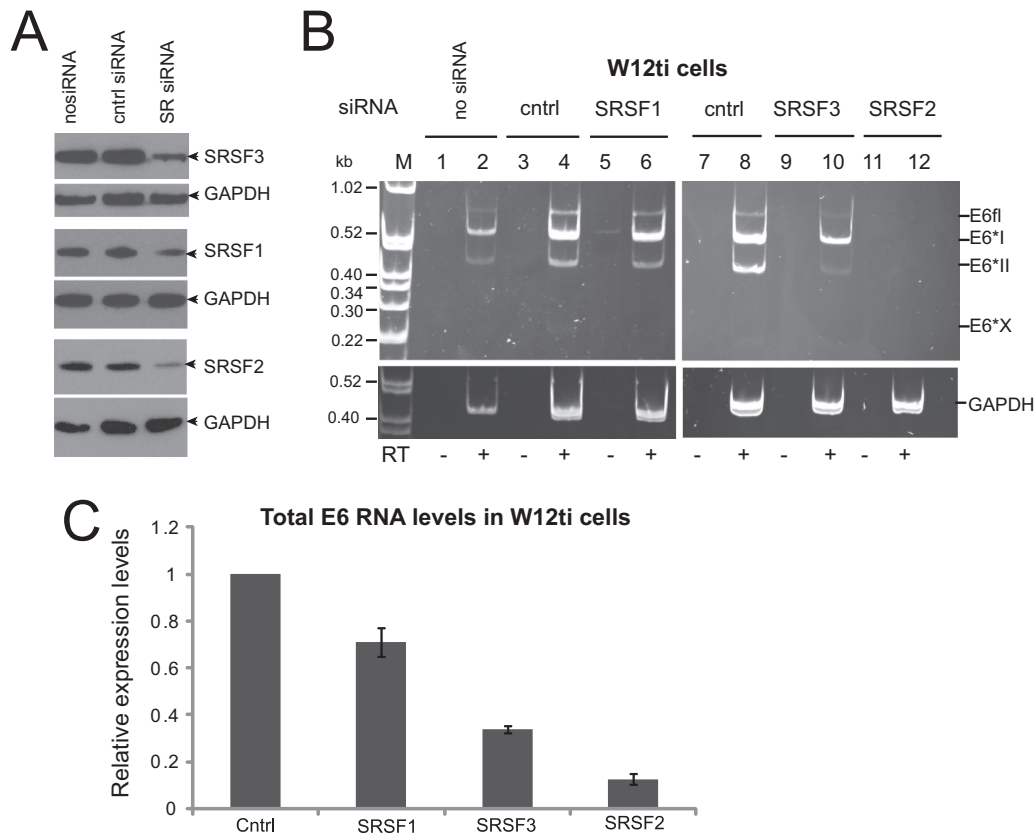 A
nosiRNA
cntrl siRNA
SR siRNA
SRSF3
GAPDH
SRSF1
GAPDH
SRSF2
GAPDH
B
W12ti cells
siRNA
no siRNA
cntrl
SRSF1
cntrl
SRSF3
SRSF2
kb M 1 2 3 4 5 6 7 8 9 10 11 12
1.02
0.52
0.40
0.34
0.30
0.22
E6fl
E6*I
E6*II
E6*X
0.52
0.40
GAPDH
RT - + - + - + - + - + - +
C
Total E6 RNA levels in W12ti cells
Relative expression levels
1.2
1
0.8
0.6
0.4
0.2
0
Cntrl
SRSF1
SRSF3
SRSF2